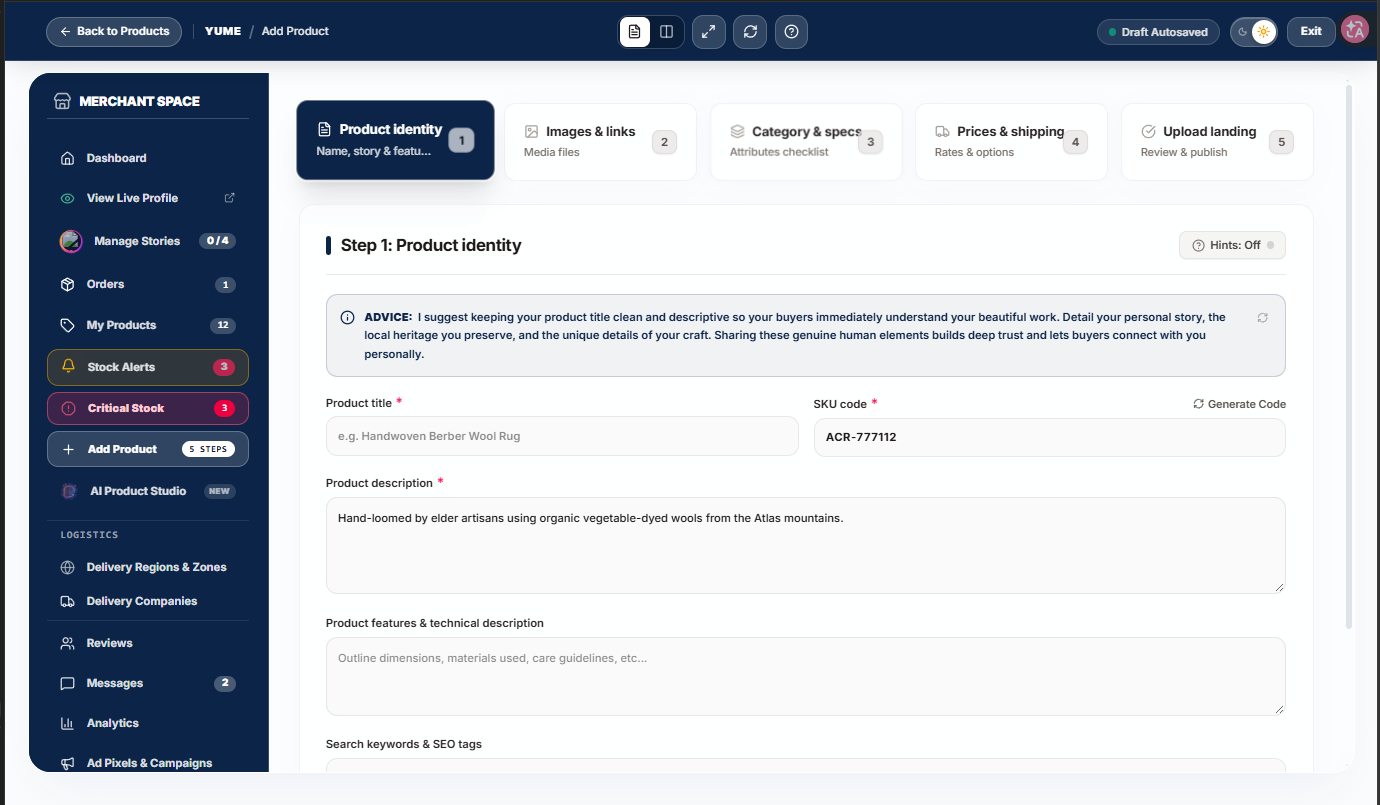 Back to Products
YUME / Add Product
Draft Autosaved
Exit
MERCHANT SPACE
Dashboard
View Live Profile
Manage Stories 0/4
Orders 1
My Products 12
Stock Alerts 3
Critical Stock 3
Add Product 5 STEPS
AI Product Studio NEW
LOGISTICS
Delivery Regions & Zones
Delivery Companies
Reviews
Messages 2
Analytics
Ad Pixels & Campaigns
Product identity 1
Name, story & featu...
Images & links 2
Media files
Category & specs 3
Attributes checklist
Prices & shipping 4
Rates & options
Upload landing 5
Review & publish
Step 1: Product identity
Hints: Off
ADVICE: I suggest keeping your product title clean and descriptive so your buyers immediately understand your beautiful work. Detail your personal story, the
local heritage you preserve, and the unique details of your craft. Sharing these genuine human elements builds deep trust and lets buyers connect with you
personally.
Product title *
e.g. Handwoven Berber Wool Rug
SKU code *
Generate Code
ACR-777112
Product description *
Hand-loomed by elder artisans using organic vegetable-dyed wools from the Atlas mountains.
Product features & technical description
Outline dimensions, materials used, care guidelines, etc...
Search keywords & SEO tags